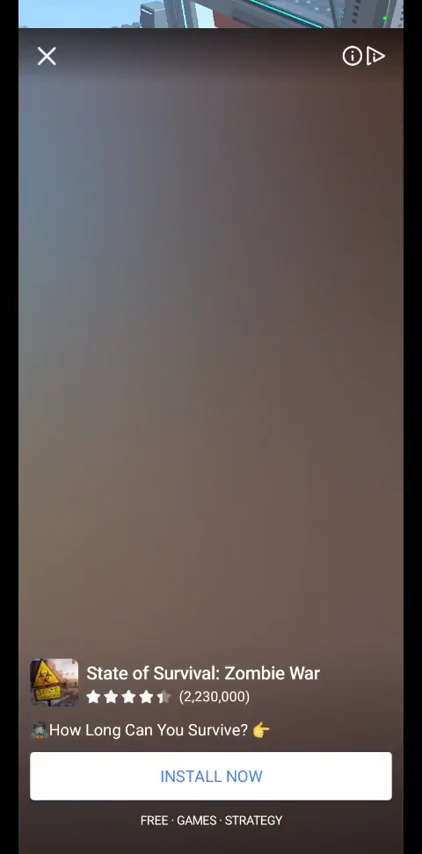 State of Survival: Zombie War
(2,230,000)
How Long Can You Survive? 👉
INSTALL NOW
FREE · GAMES · STRATEGY